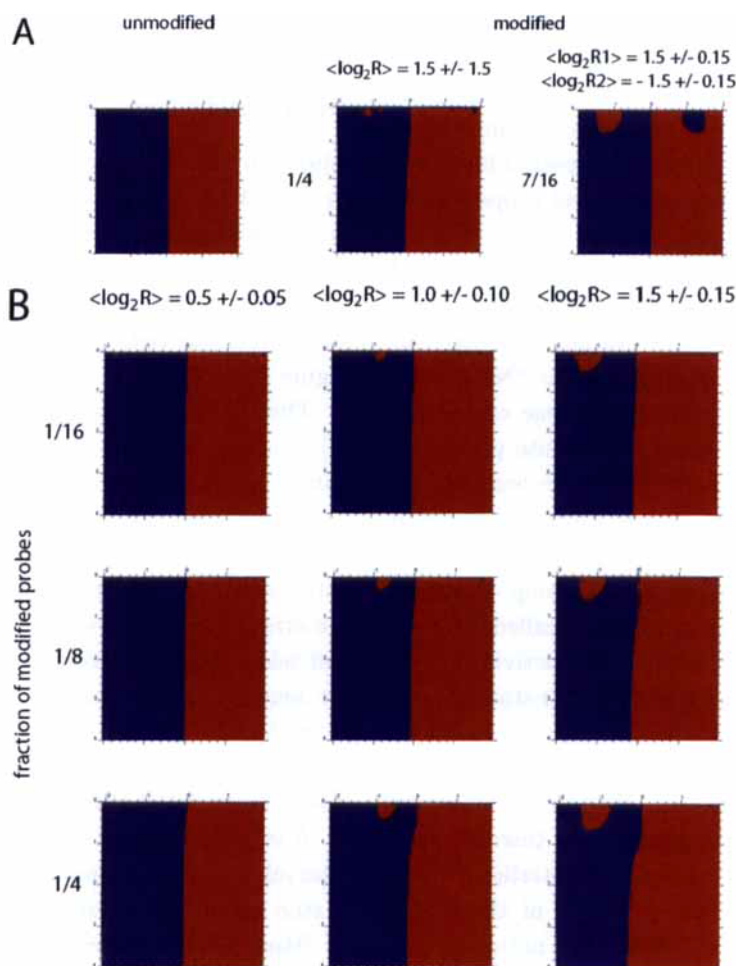 A
unmodified
modified
<log₂R> = 1.5 +/- 1.5
<log₂R1> = 1.5 +/- 0.15
<log₂R2> = - 1.5 +/- 0.15
1/4
7/16
B
<log₂R> = 0.5 +/- 0.05
<log₂R> = 1.0 +/- 0.10
<log₂R> = 1.5 +/- 0.15
fraction of modified probes
1/16
1/8
1/4